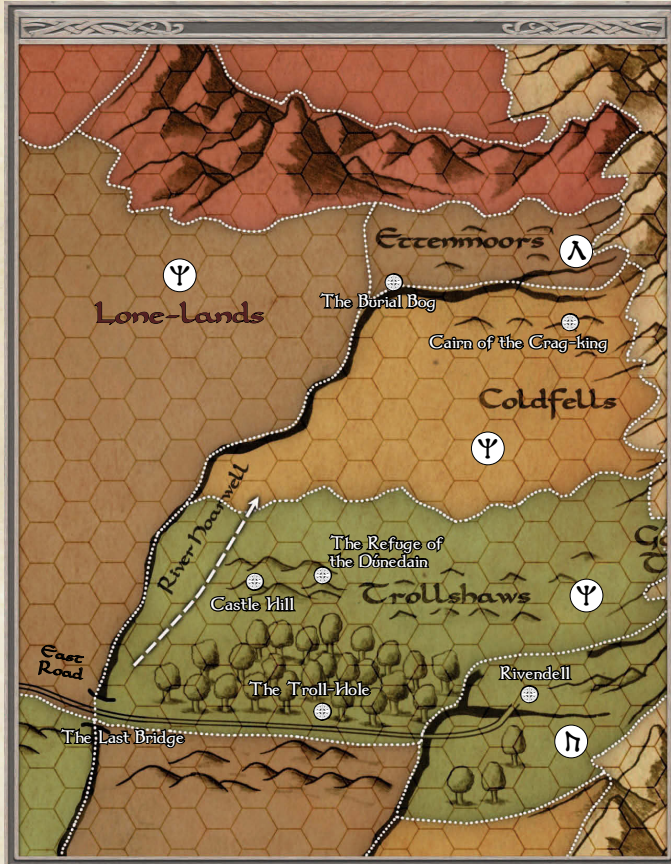 Ettenmoors
The Burial Bog
Lone-lands
Cairn of the Crag-king
Coldfells
River Hoarwell
The Refuge of
the Dúnedain
Castle Hill
Trollshaws
East
Road
Rivendell
The Troll-Hole
The Last Bridge